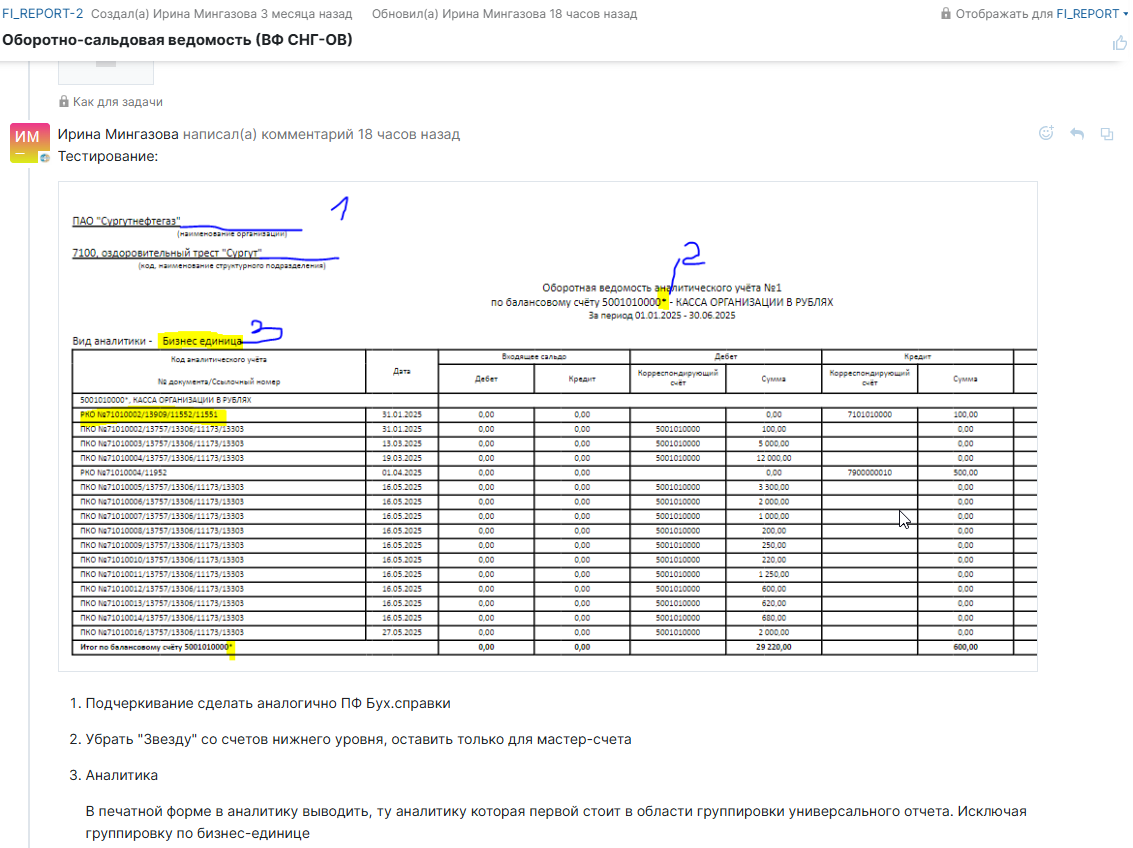 FI_REPORT-2 Создал(а) Ирина Мингазова 3 месяца назад Обновил(а) Ирина Мингазова 18 часов назад Отображать для FI_REPORT
Оборотно-сальдовая ведомость (ВФ СНГ-ОВ)
Как для задачи
ИМ
Ирина Мингазова написал(а) комментарий 18 часов назад
Тестирование:
1
ПАО "Сургутнефтегаз"
(наименование организации)
7100, оздоровительный трест "Сургут"
(код, наименование структурного подразделения)
2
Оборотная ведомость аналитического учёта №1
по балансовому счёту 5001010000* - КАССА ОРГАНИЗАЦИИ В РУБЛЯХ
За период 01.01.2025 - 30.06.2025
3
Вид аналитики - Бизнес единица
Код аналитического учёта Дата Входящее сальдо Дебет Кредит
№ документа/Ссылочный номер Дебет Кредит Корреспондирующий счёт Сумма Корреспондирующий счёт Сумма
5001010000*, КАССА ОРГАНИЗАЦИИ В РУБЛЯХ
РКО №71010002/13909/11552/11551 31.01.2025 0,00 0,00 0,00 7101010000 100,00
ПКО №71010002/13757/13306/11173/13303 31.01.2025 0,00 0,00 5001010000 100,00 0,00
ПКО №71010003/13757/13306/11173/13303 13.03.2025 0,00 0,00 5001010000 5 000,00 0,00
ПКО №71010004/13757/13306/11173/13303 19.03.2025 0,00 0,00 5001010000 12 000,00 0,00
РКО №71010004/11952 01.04.2025 0,00 0,00 0,00 7900000010 500,00
ПКО №71010005/13757/13306/11173/13303 16.05.2025 0,00 0,00 5001010000 3 300,00 0,00
ПКО №71010006/13757/13306/11173/13303 16.05.2025 0,00 0,00 5001010000 2 000,00 0,00
ПКО №71010007/13757/13306/11173/13303 16.05.2025 0,00 0,00 5001010000 1 000,00 0,00
ПКО №71010008/13757/13306/11173/13303 16.05.2025 0,00 0,00 5001010000 200,00 0,00
ПКО №71010009/13757/13306/11173/13303 16.05.2025 0,00 0,00 5001010000 250,00 0,00
ПКО №71010010/13757/13306/11173/13303 16.05.2025 0,00 0,00 5001010000 220,00 0,00
ПКО №71010011/13757/13306/11173/13303 16.05.2025 0,00 0,00 5001010000 1 250,00 0,00
ПКО №71010012/13757/13306/11173/13303 16.05.2025 0,00 0,00 5001010000 600,00 0,00
ПКО №71010013/13757/13306/11173/13303 16.05.2025 0,00 0,00 5001010000 620,00 0,00
ПКО №71010014/13757/13306/11173/13303 16.05.2025 0,00 0,00 5001010000 680,00 0,00
ПКО №71010016/13757/13306/11173/13303 27.05.2025 0,00 0,00 5001010000 2 000,00 0,00
Итог по балансовому счёту 5001010000* 0,00 0,00 29 220,00 600,00
1. Подчеркивание сделать аналогично ПФ Бух.справки
2. Убрать "Звезду" со счетов нижнего уровня, оставить только для мастер-счета
3. Аналитика
В печатной форме в аналитику выводить, ту аналитику которая первой стоит в области группировки универсального отчета. Исключая
группировку по бизнес-единице